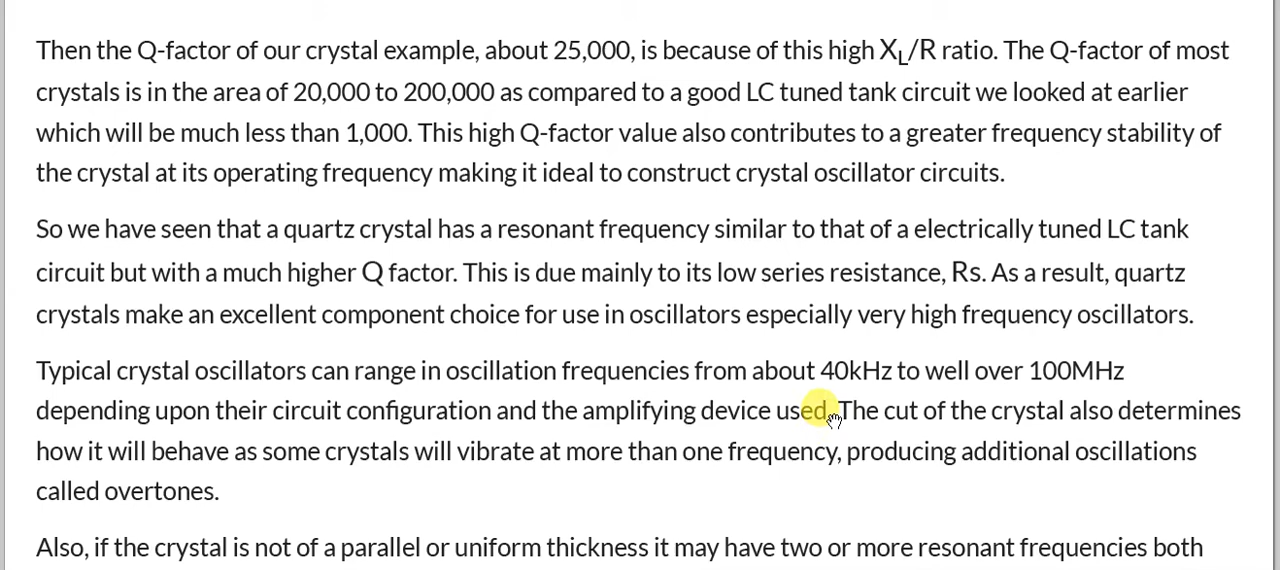 Then the Q-factor of our crystal example, about 25,000, is because of this high XL/R ratio. The Q-factor of most
crystals is in the area of 20,000 to 200,000 as compared to a good LC tuned tank circuit we looked at earlier
which will be much less than 1,000. This high Q-factor value also contributes to a greater frequency stability of
the crystal at its operating frequency making it ideal to construct crystal oscillator circuits.
So we have seen that a quartz crystal has a resonant frequency similar to that of a electrically tuned LC tank
circuit but with a much higher Q factor. This is due mainly to its low series resistance, Rs. As a result, quartz
crystals make an excellent component choice for use in oscillators especially very high frequency oscillators.
Typical crystal oscillators can range in oscillation frequencies from about 40kHz to well over 100MHz
depending upon their circuit configuration and the amplifying device used. The cut of the crystal also determines
how it will behave as some crystals will vibrate at more than one frequency, producing additional oscillations
called overtones.
Also, if the crystal is not of a parallel or uniform thickness it may have two or more resonant frequencies both